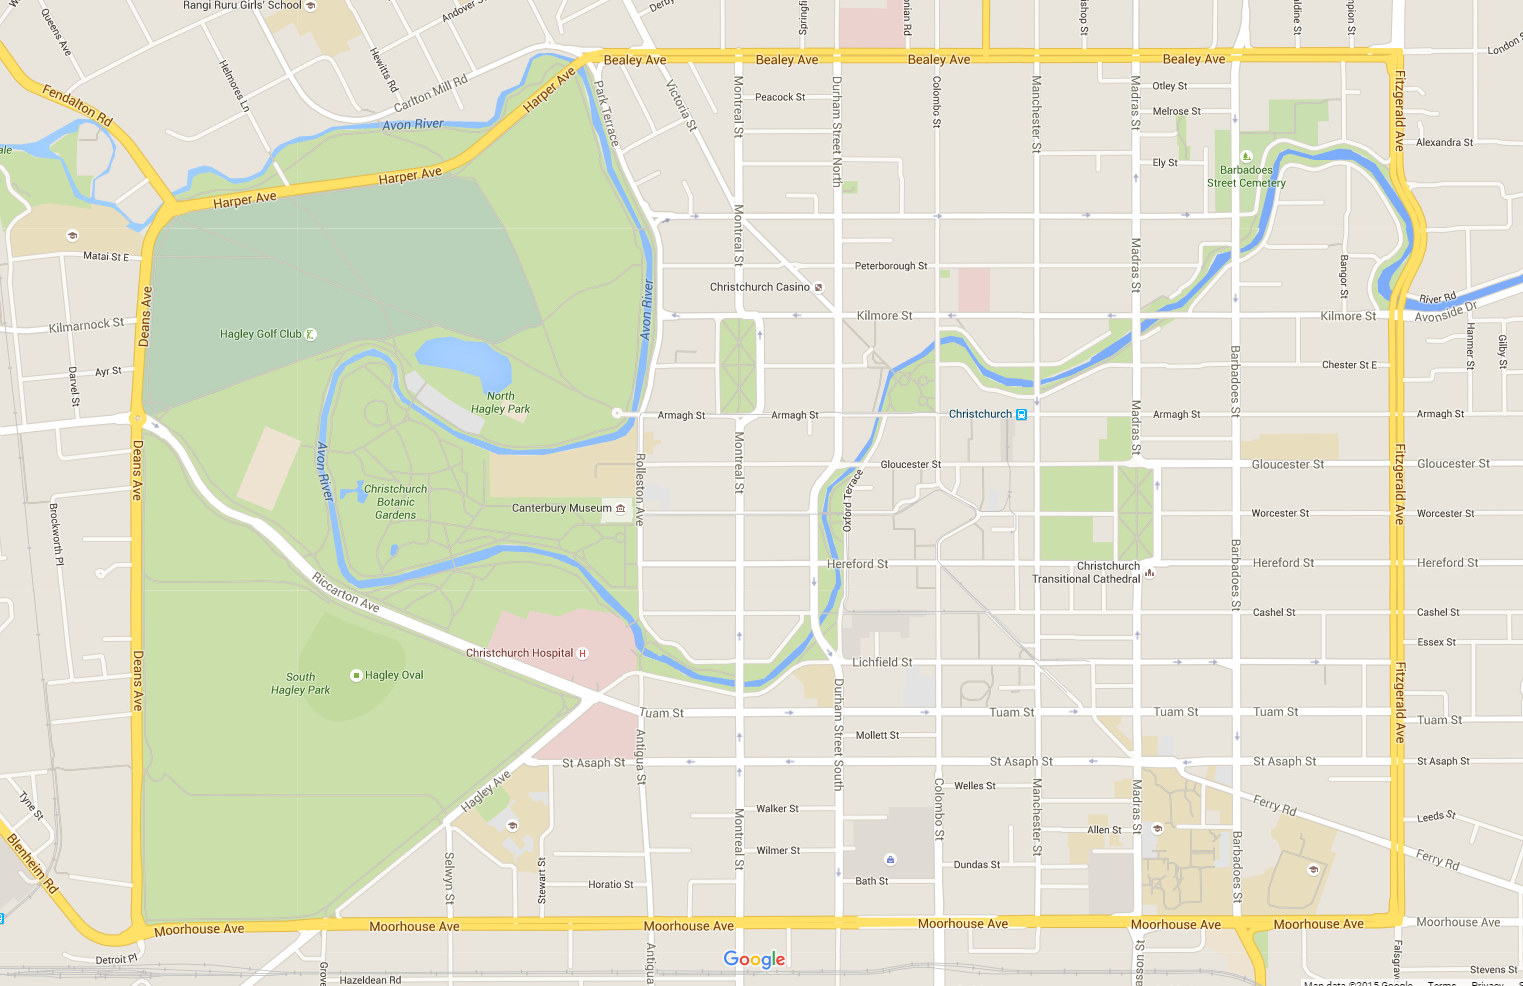 Rangi Ruru Girls' School
Queens Ave
Andover St
Derby
Springfi
Bishop St
London St
Bealey Ave
Bealey Ave
Bealey Ave
Bealey Ave
Helmores Ln
Hewitts Rd
Carlton Mill Rd
Harper Ave
Fendalton Rd
Park Terrace
Victoria St
Montreal St
Peacock St
Durham Street North
Colombo St
Manchester St
Madras St
Otley St
Melrose St
Fitzgerald Ave
Alexandra St
Avon River
Ely St
Barbadoes
Street Cemetery
Harper Ave
Harper Ave
Matai St E
Montreal St
Madras St
Peterborough St
Bangor St
Christchurch Casino
Deans Ave
Avon River
River Rd
Avonside Dr
Kilmarnock St
Hagley Golf Club
Kilmore St
Kilmore St
Hanmer St
Gilby St
Ayr St
Darvel St
Barbadoes St
Chester St E
North
Hagley Park
Armagh St
Armagh St
Christchurch
Madras St
Armagh St
Armagh St
Deans Ave
Avon River
Rolleston Ave
Montreal St
Gloucester St
Fitzgerald Ave
Gloucester St
Gloucester St
Christchurch
Botanic
Gardens
Canterbury Museum
Oxford Terrace
Worcester St
Worcester St
Brockworth Pl
Hereford St
Christchurch
Transitional Cathedral
Barbadoes St
Hereford St
Hereford St
Riccarton Ave
Cashel St
Cashel St
Essex St
Christchurch Hospital
Lichfield St
Deans Ave
South
Hagley Park
Hagley Oval
Fitzgerald Ave
Tuam St
Tuam St
Tuam St
Tuam St
Tuam St
Antigua St
Durham Street South
Mollett St
St Asaph St
St Asaph St
St Asaph St
St Asaph St
Hagley Ave
Colombo St
Welles St
Manchester St
Madras St
Ferry Rd
Tyne St
Walker St
Montreal St
Allen St
Barbadoes St
Leeds St
Blenheim Rd
Selwyn St
Stewart St
Wilmer St
Dundas St
Ferry Rd
Horatio St
Bath St
Moorhouse Ave
Moorhouse Ave
Moorhouse Ave
Moorhouse Ave
Moorhouse Ave
Moorhouse Ave
Moorhouse Ave
Detroit Pl
Google
Antigua
Hazeldean Rd
Stevens St
Map data ©2015 Google
Terms
Privacy